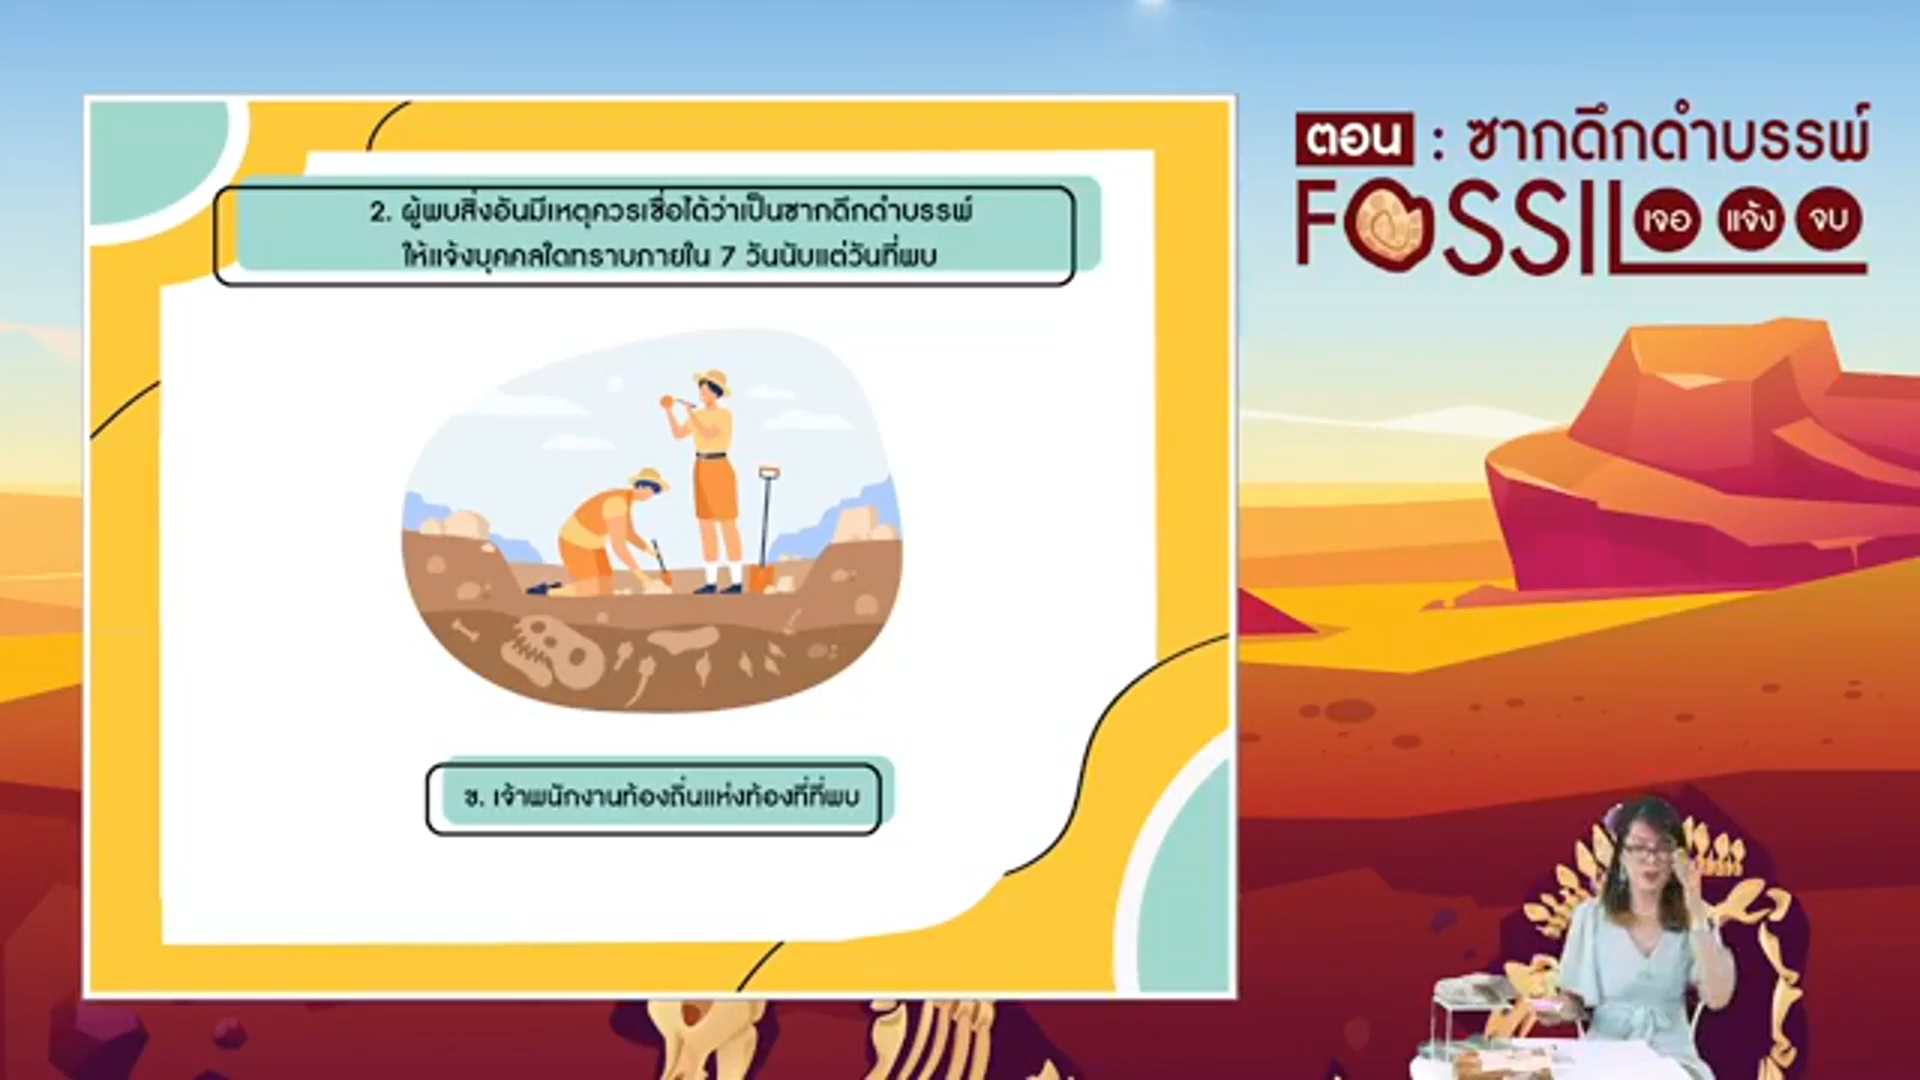 ตอน : ซากดึกดำบรรพ์
FOSSIL เจอ แจ้ง จบ
2. ผู้พบสิ่งอันมีเหตุควรเชื่อได้ว่าเป็นซากดึกดำบรรพ์
ให้แจ้งบุคคลใดทราบภายใน 7 วันนับแต่วันที่พบ
ข. เจ้าพนักงานท้องถิ่นแห่งท้องที่ที่พบ